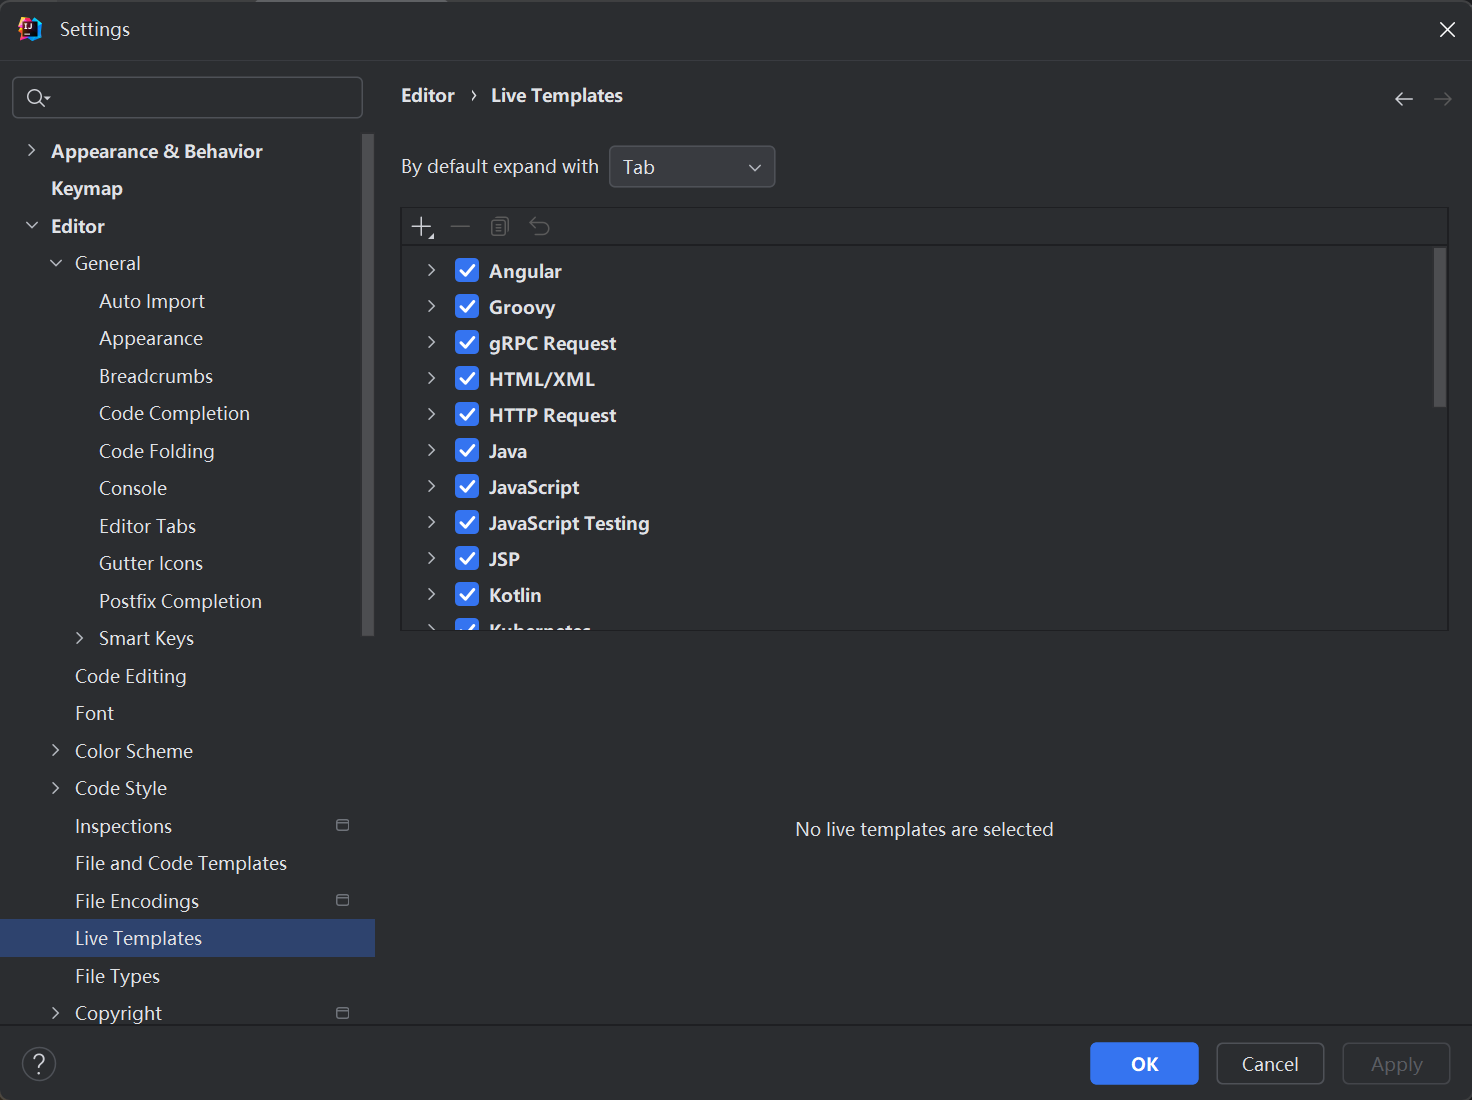 Settings
Appearance & Behavior
Keymap
Editor
General
Auto Import
Appearance
Breadcrumbs
Code Completion
Code Folding
Console
Editor Tabs
Gutter Icons
Postfix Completion
Smart Keys
Code Editing
Font
Color Scheme
Code Style
Inspections
File and Code Templates
File Encodings
Live Templates
File Types
Copyright
Editor › Live Templates
By default expand with Tab
Angular
Groovy
gRPC Request
HTML/XML
HTTP Request
Java
JavaScript
JavaScript Testing
JSP
Kotlin
Kubernetes
No live templates are selected
? OK Cancel Apply